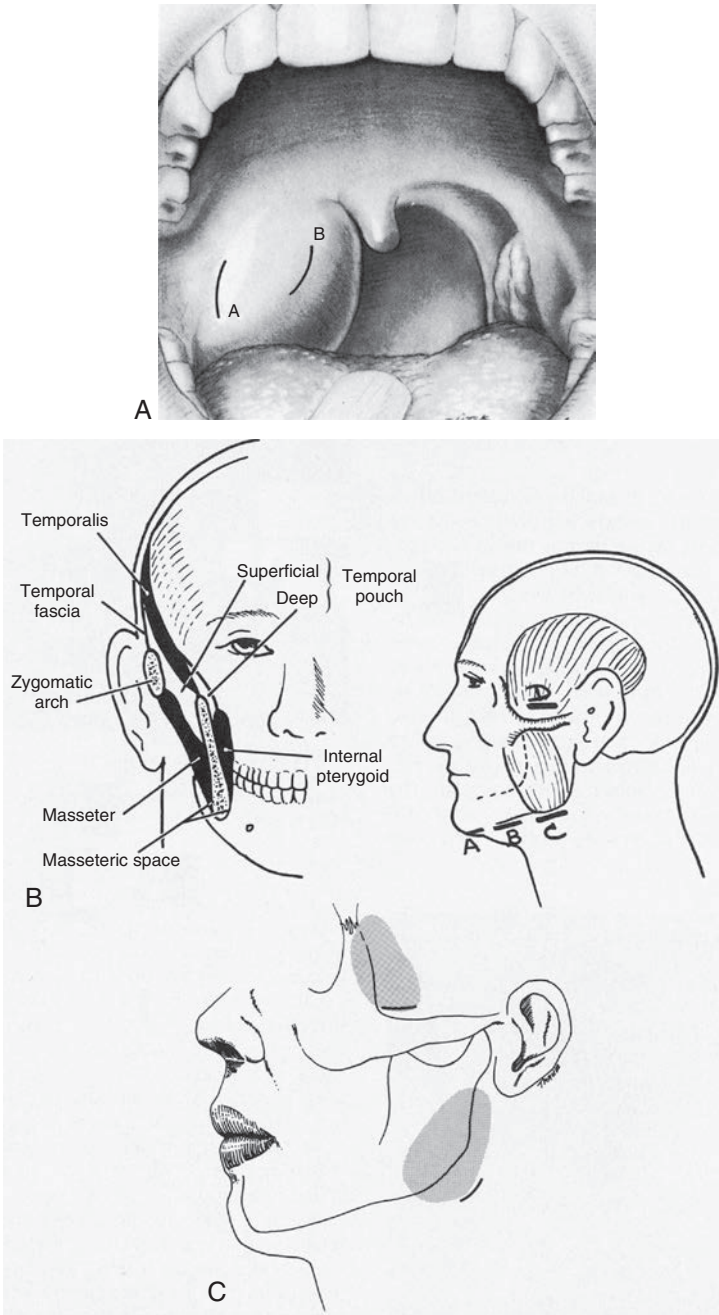 B
A
A
Temporalis
Superficial
Deep
Temporal
pouch
Temporal
fascia
Zygomatic
arch
Internal
pterygoid
Masseter
Masseteric space
D
A
B
C
B
C